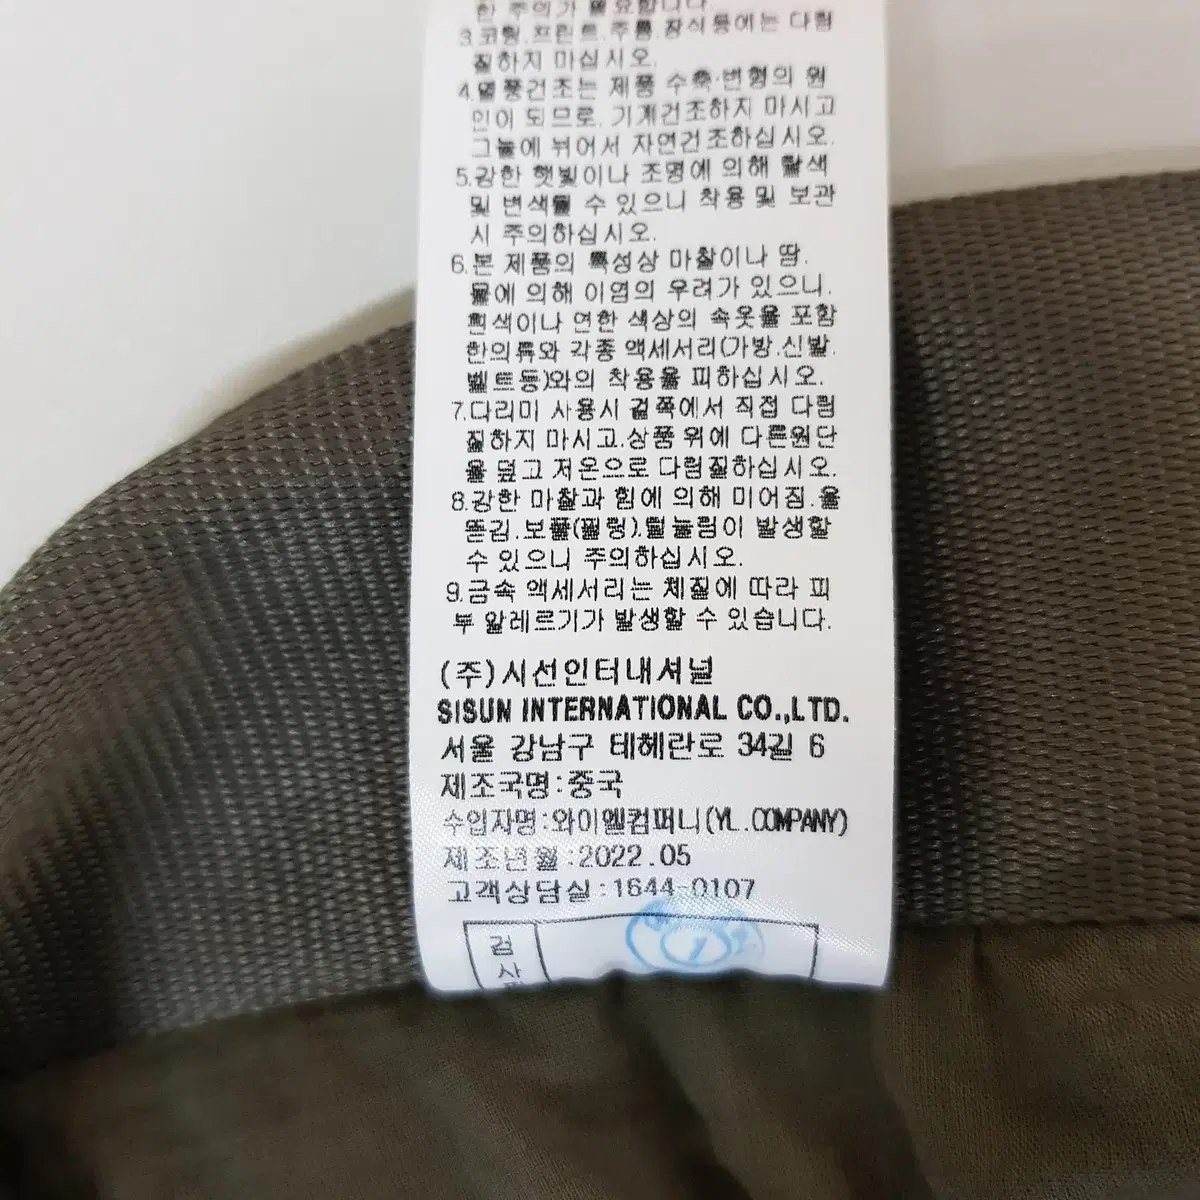 한 주의가 필요합니다.
3.코팅.프린트.주름.장식등에는 다림
질하지 마십시오.
4.열풍건조는 제품 수축·변형의 원
인이 되므로, 기계건조하지 마시고
그늘에 뉘어서 자연건조하십시오.
5.강한 햇빛이나 조명에 의해 탈색
및 변색될 수 있으니 착용 및 보관
시 주의하십시오.
6.본 제품의 특성상 마찰이나 땀.
물에 의해 이염의 우려가 있으니.
흰색이나 연한 색상의 속옷을 포함
한의류와 각종 액세서리(가방.신발.
벨트등)와의 착용을 피하십시오.
7.다리미 사용시 겉쪽에서 직접 다림
질하지 마시고.상품 위에 다른원단
을 덮고 저온으로 다림질하십시오.
8.강한 마찰과 힘에 의해 미어짐.올
뜯김.보풀(필링).털눌림이 발생할
수 있으니 주의하십시오.
9.금속 액세서리는 체질에 따라 피
부 알레르기가 발생할 수 있습니다.
(주)시선인터내셔널
SISUN INTERNATIONAL CO.,LTD.
서울 강남구 테헤란로 34길 6
제조국명:중국
수입자명:와이엘컴퍼니(YL.COMPANY)
제조년월:2022.05
고객상담실:1644-0107
검
사